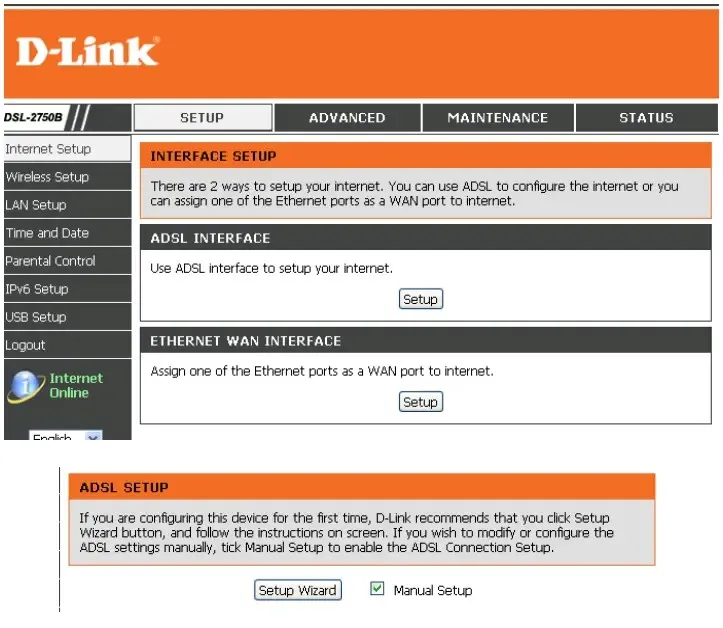 D-Link
DSL-2750B
SETUP
ADVANCED
MAINTENANCE
STATUS
Internet Setup
Wireless Setup
LAN Setup
Time and Date
Parental Control
IPv6 Setup
USB Setup
Logout
Internet
Online
English
INTERFACE SETUP
There are 2 ways to setup your internet. You can use ADSL to configure the internet or you
can assign one of the Ethernet ports as a WAN port to internet.
ADSL INTERFACE
Use ADSL interface to setup your internet.
Setup
ETHERNET WAN INTERFACE
Assign one of the Ethernet ports as a WAN port to internet.
Setup
ADSL SETUP
If you are configuring this device for the first time, D-Link recommends that you click Setup
Wizard button, and follow the instructions on screen. If you wish to modify or configure the
ADSL settings manually, tick Manual Setup to enable the ADSL Connection Setup.
Setup Wizard
Manual Setup